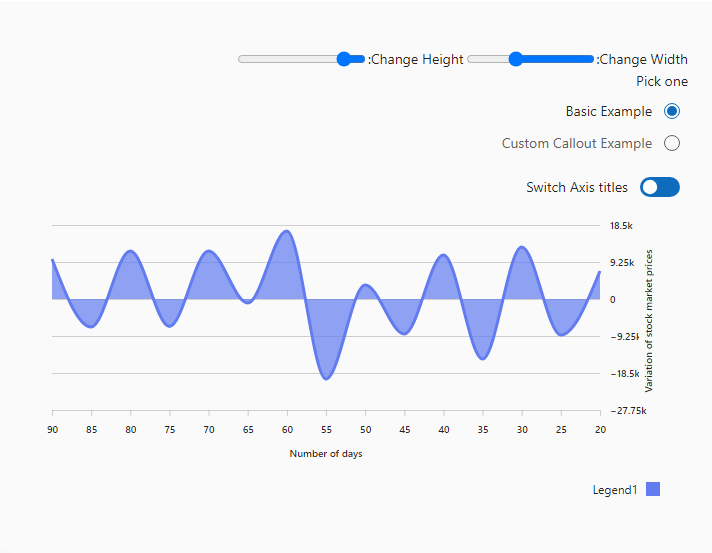 :Change Width :Change Height
Pick one
Basic Example
Custom Callout Example
Switch Axis titles
18.5k
9.25k
0
−9.25k
−18.5k
−27.75k
Variation of stock market prices
90 85 80 75 70 65 60 55 50 45 40 35 30 25 20
Number of days
Legend1